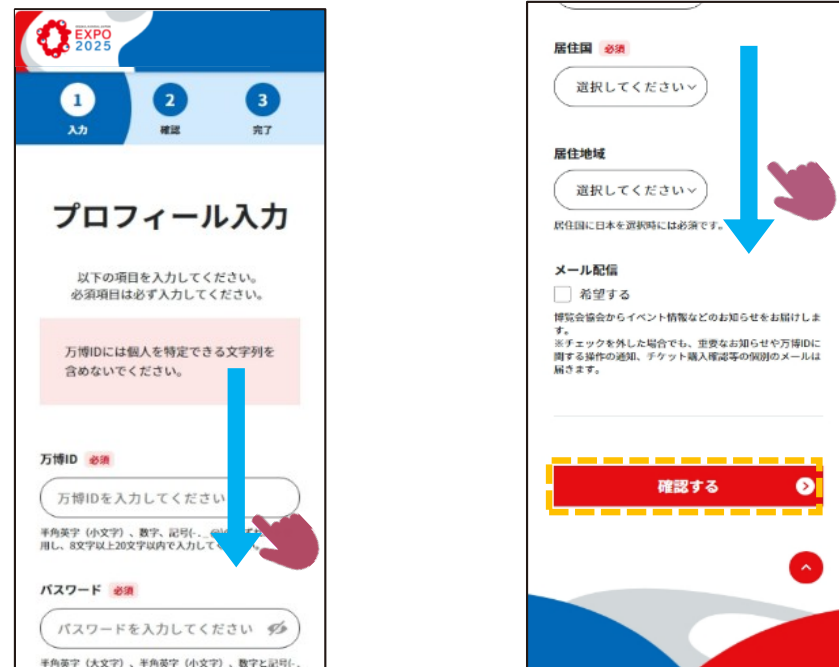 EXPO
2025
1
2
3
入力
確認
完了
プロフィール入力
以下の項目を入力してください。
必須項目は必ず入力してください。
万博IDには個人を特定できる文字列を
含めないでください。
万博ID 必須
万博IDを入力してくださ
半角英字（小文字）、数字、記号(-._
用し、8文字以上20文字以内で入力して
パスワード 必須
パスワードを入力してください
半角英字（大文字）、半角英字（小文字）、数字と記号(-.
居住国 必須
選択してください
居住地域
選択してください
居住国に日本を選択時には必須です。
メール配信
希望する
博覧会協会からイベント情報などのお知らせをお届けしま
す。
※チェックを外した場合でも、重要なお知らせや万博IDに
関する操作の通知、チケット購入確認等の個別のメールは
届きます。
確認する